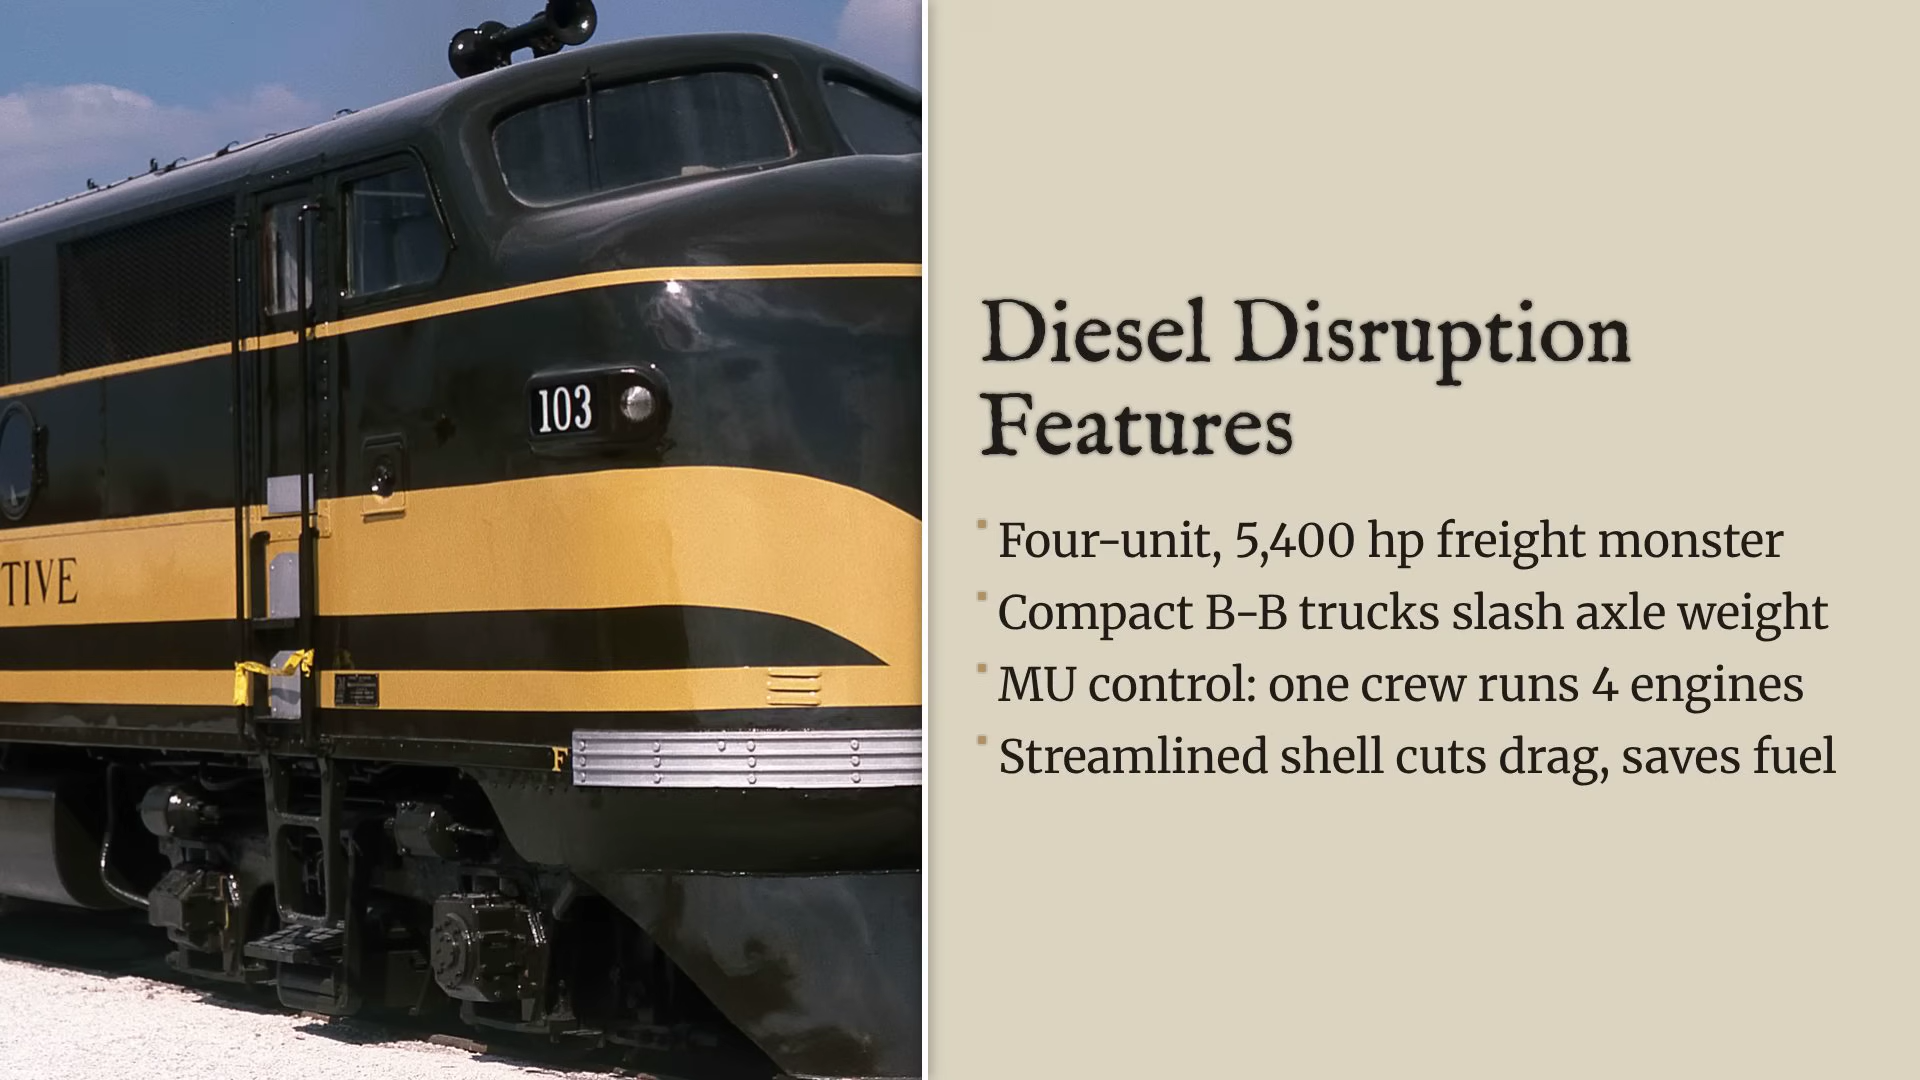 103
TIVE
F
Diesel Disruption
Features
Four-unit, 5,400 hp freight monster
Compact B-B trucks slash axle weight
MU control: one crew runs 4 engines
Streamlined shell cuts drag, saves fuel